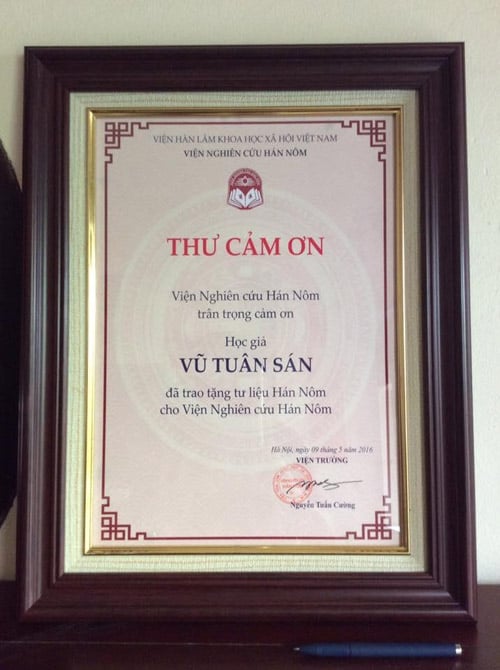 VIỆN HÀN LÂM KHOA HỌC XÃ HỘI VIỆT NAM
VIỆN NGHIÊN CỨU HÁN NÔM
THƯ CẢM ƠN
Viện Nghiên cứu Hán Nôm
trân trọng cảm ơn
Học giả
VŨ TUÂN SÁN
đã trao tặng tư liệu Hán Nôm
cho Viện Nghiên cứu Hán Nôm
Hà Nội, ngày 09 tháng 5 năm 2016
VIỆN TRƯỞNG
Nguyễn Tuấn Cường